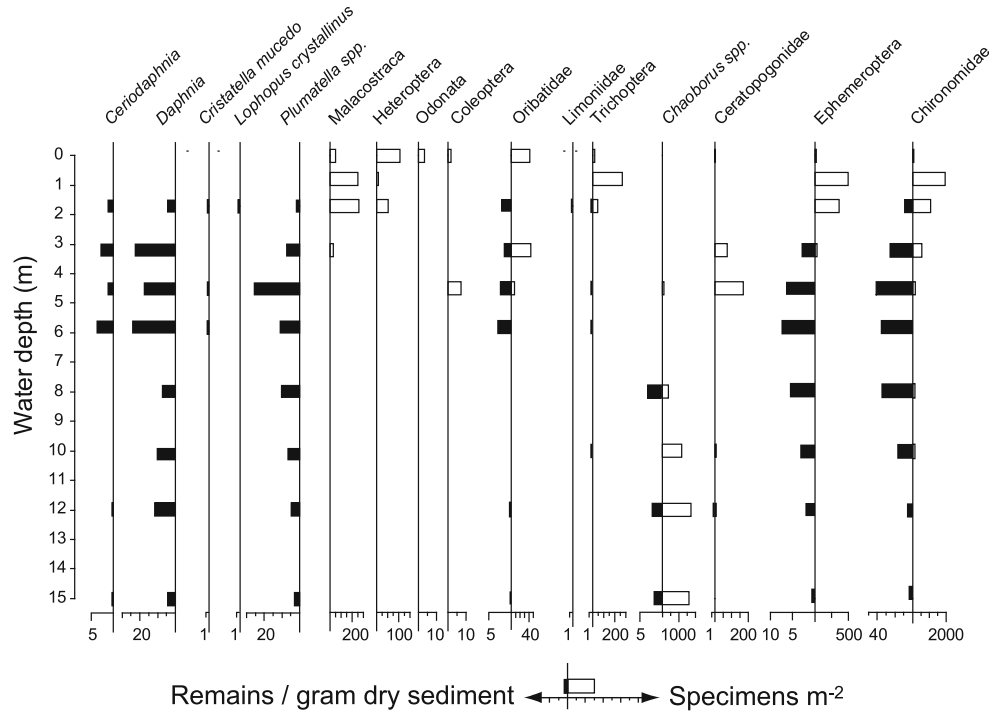 Ceriodaphnia
Daphnia
Cristatella mucedo
Lophopus crystallinus
Plumatella spp.
Malacostraca
Heteroptera
Odonata
Coleoptera
Oribatidae
Limoniidae
Trichoptera
Chaoborus spp.
Ceratopogonidae
Ephemeroptera
Chironomidae
Water depth (m)
0
1
2
3
4
5
6
7
8
9
10
11
12
13
14
15
5 20 1 1 20 200 100 10 10 5 40 1 1 200 5 1000 1 200 10 5 500 40 2000
Remains / gram dry sediment Specimens m-2